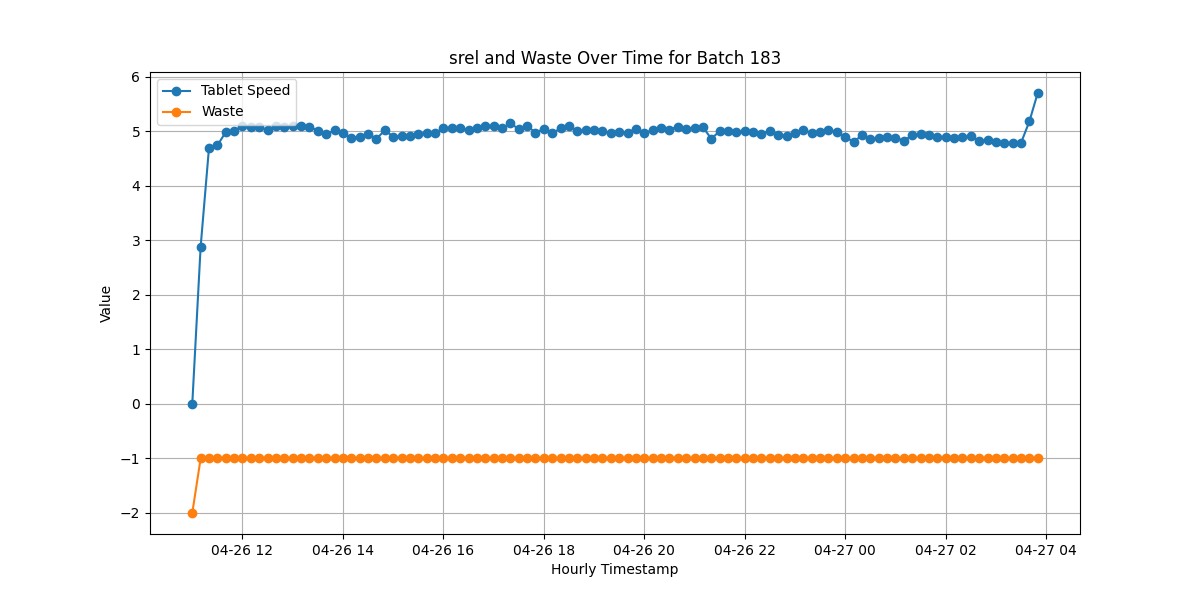 srel and Waste Over Time for Batch 183
Tablet Speed
Waste
6
5
4
3
2
1
0
−1
−2
Value
04-26 12 04-26 14 04-26 16 04-26 18 04-26 20 04-26 22 04-27 00 04-27 02 04-27 04
Hourly Timestamp